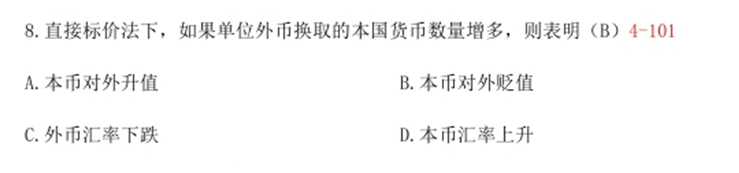 8.直接标价法下，如果单位外币换取的本国货币数量增多，则表明（B）4-101
A.本币对外升值 B.本币对外贬值
C.外币汇率下跌 D.本币汇率上升